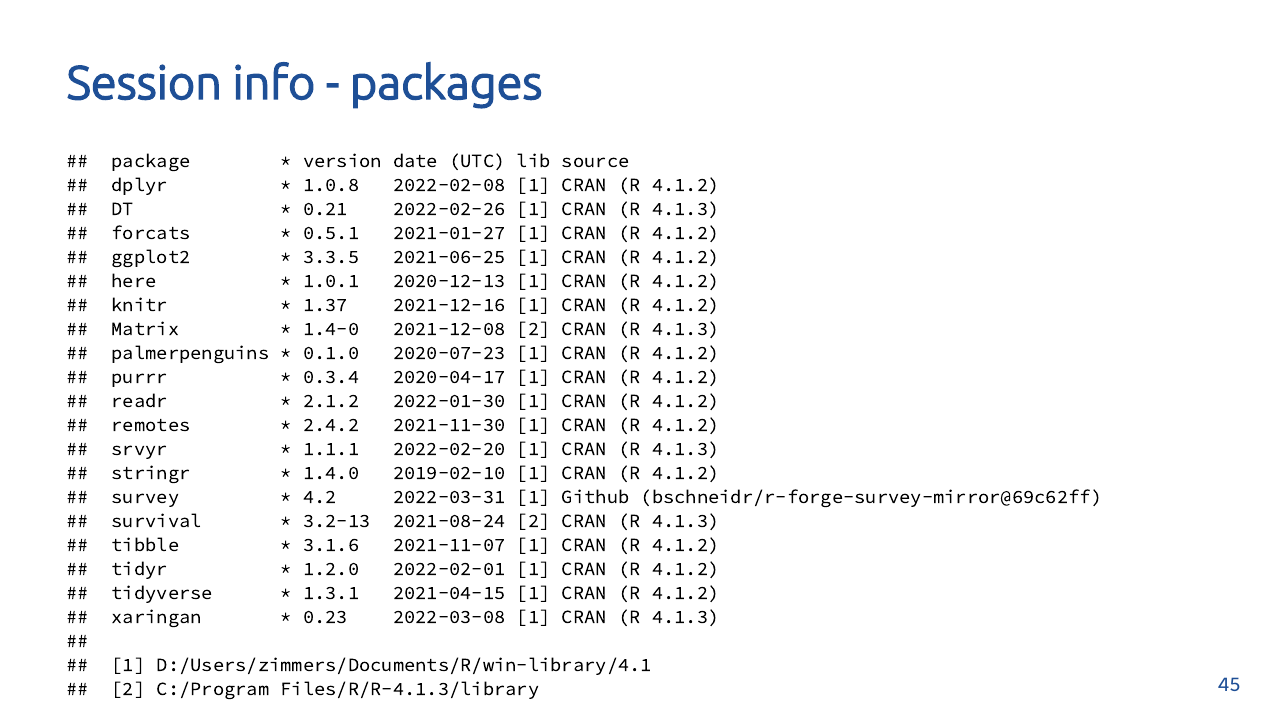 Session info - packages
##  package        * version date (UTC) lib source
##  dplyr          * 1.0.8   2022-02-08 [1] CRAN (R 4.1.2)
##  DT             * 0.21    2022-02-26 [1] CRAN (R 4.1.3)
##  forcats        * 0.5.1   2021-01-27 [1] CRAN (R 4.1.2)
##  ggplot2        * 3.3.5   2021-06-25 [1] CRAN (R 4.1.2)
##  here           * 1.0.1   2020-12-13 [1] CRAN (R 4.1.2)
##  knitr          * 1.37    2021-12-16 [1] CRAN (R 4.1.2)
##  Matrix         * 1.4-0   2021-12-08 [2] CRAN (R 4.1.3)
##  palmerpenguins * 0.1.0   2020-07-23 [1] CRAN (R 4.1.2)
##  purrr          * 0.3.4   2020-04-17 [1] CRAN (R 4.1.2)
##  readr          * 2.1.2   2022-01-30 [1] CRAN (R 4.1.2)
##  remotes        * 2.4.2   2021-11-30 [1] CRAN (R 4.1.2)
##  srvyr          * 1.1.1   2022-02-20 [1] CRAN (R 4.1.3)
##  stringr        * 1.4.0   2019-02-10 [1] CRAN (R 4.1.2)
##  survey         * 4.2     2022-03-31 [1] Github (bschneidr/r-forge-survey-mirror@69c62ff)
##  survival       * 3.2-13  2021-08-24 [2] CRAN (R 4.1.3)
##  tibble         * 3.1.6   2021-11-07 [1] CRAN (R 4.1.2)
##  tidyr          * 1.2.0   2022-02-01 [1] CRAN (R 4.1.2)
##  tidyverse      * 1.3.1   2021-04-15 [1] CRAN (R 4.1.2)
##  xaringan       * 0.23    2022-03-08 [1] CRAN (R 4.1.3)
##
##  [1] D:/Users/zimmers/Documents/R/win-library/4.1
##  [2] C:/Program Files/R/R-4.1.3/library
45